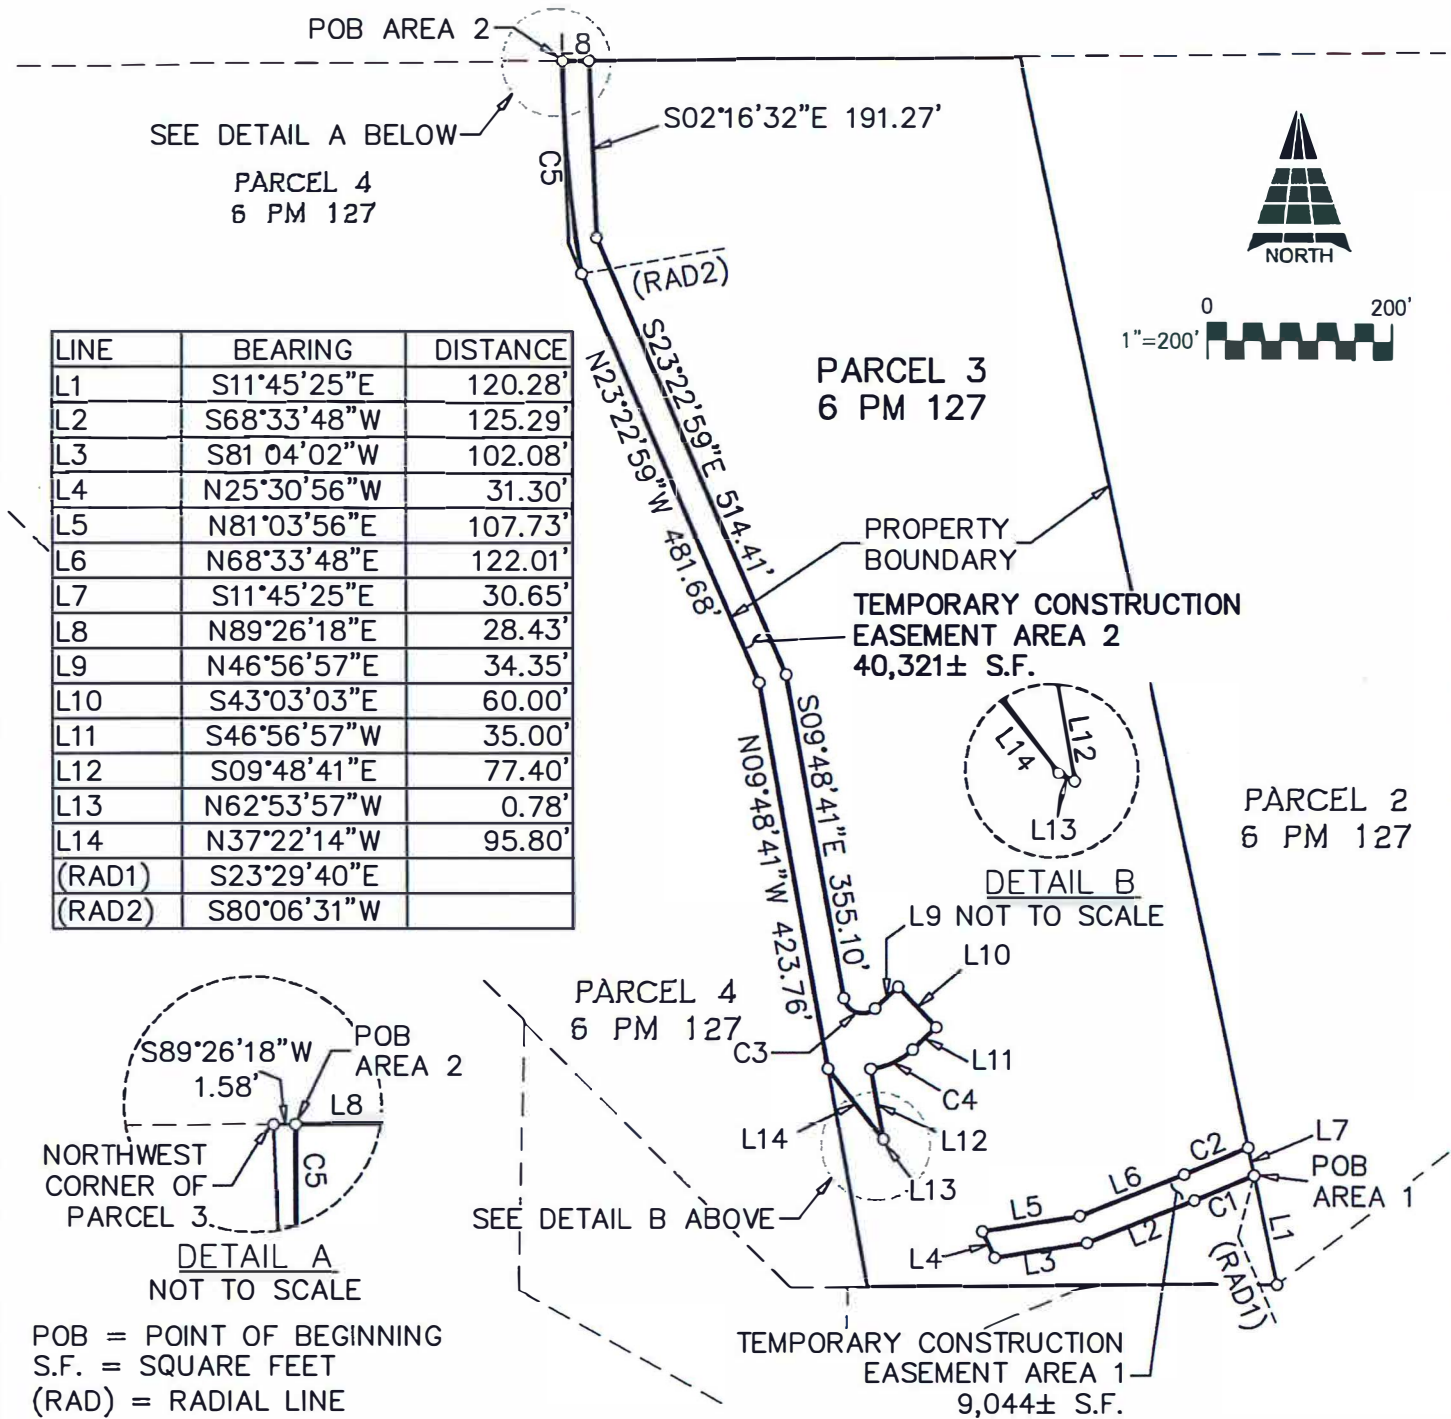 POB AREA 2
L8
SEE DETAIL A BELOW
S02°16'32"E 191.27'
PARCEL 4
6 PM 127
C5
(RAD2)
NORTH
0 200'
1"=200'
LINE BEARING DISTANCE
L1 S11°45'25"E 120.28'
L2 S68°33'48"W 125.29'
L3 S81 04'02"W 102.08'
L4 N25°30'56"W 31.30'
L5 N81°03'56"E 107.73'
L6 N68°33'48"E 122.01'
L7 S11°45'25"E 30.65'
L8 N89°26'18"E 28.43'
L9 N46°56'57"E 34.35'
L10 S43°03'03"E 60.00'
L11 S46°56'57"W 35.00'
L12 S09°48'41"E 77.40'
L13 N62°53'57"W 0.78'
L14 N37°22'14"W 95.80'
(RAD1) S23°29'40"E
(RAD2) S80°06'31"W
S23°22'59"E 514.41'
N23°22'59"W 481.68'
PARCEL 3
6 PM 127
PROPERTY
BOUNDARY
TEMPORARY CONSTRUCTION
EASEMENT AREA 2
40,321± S.F.
S09°48'41"E 355.10'
N09°48'41"W 423.76'
L14
L12
L13
DETAIL B
NOT TO SCALE
PARCEL 2
6 PM 127
L9
L10
PARCEL 4
6 PM 127
C3
L11
C4
L14
L12
L13
SEE DETAIL B ABOVE
S89°26'18"W
1.58'
POB
AREA 2
L8
C5
NORTHWEST
CORNER OF
PARCEL 3
DETAIL A
NOT TO SCALE
L7
C2
POB
AREA 1
L6
L5
C1
L2
L4
L3
L1
(RAD1)
TEMPORARY CONSTRUCTION
EASEMENT AREA 1
9,044± S.F.
POB = POINT OF BEGINNING
S.F. = SQUARE FEET
(RAD) = RADIAL LINE